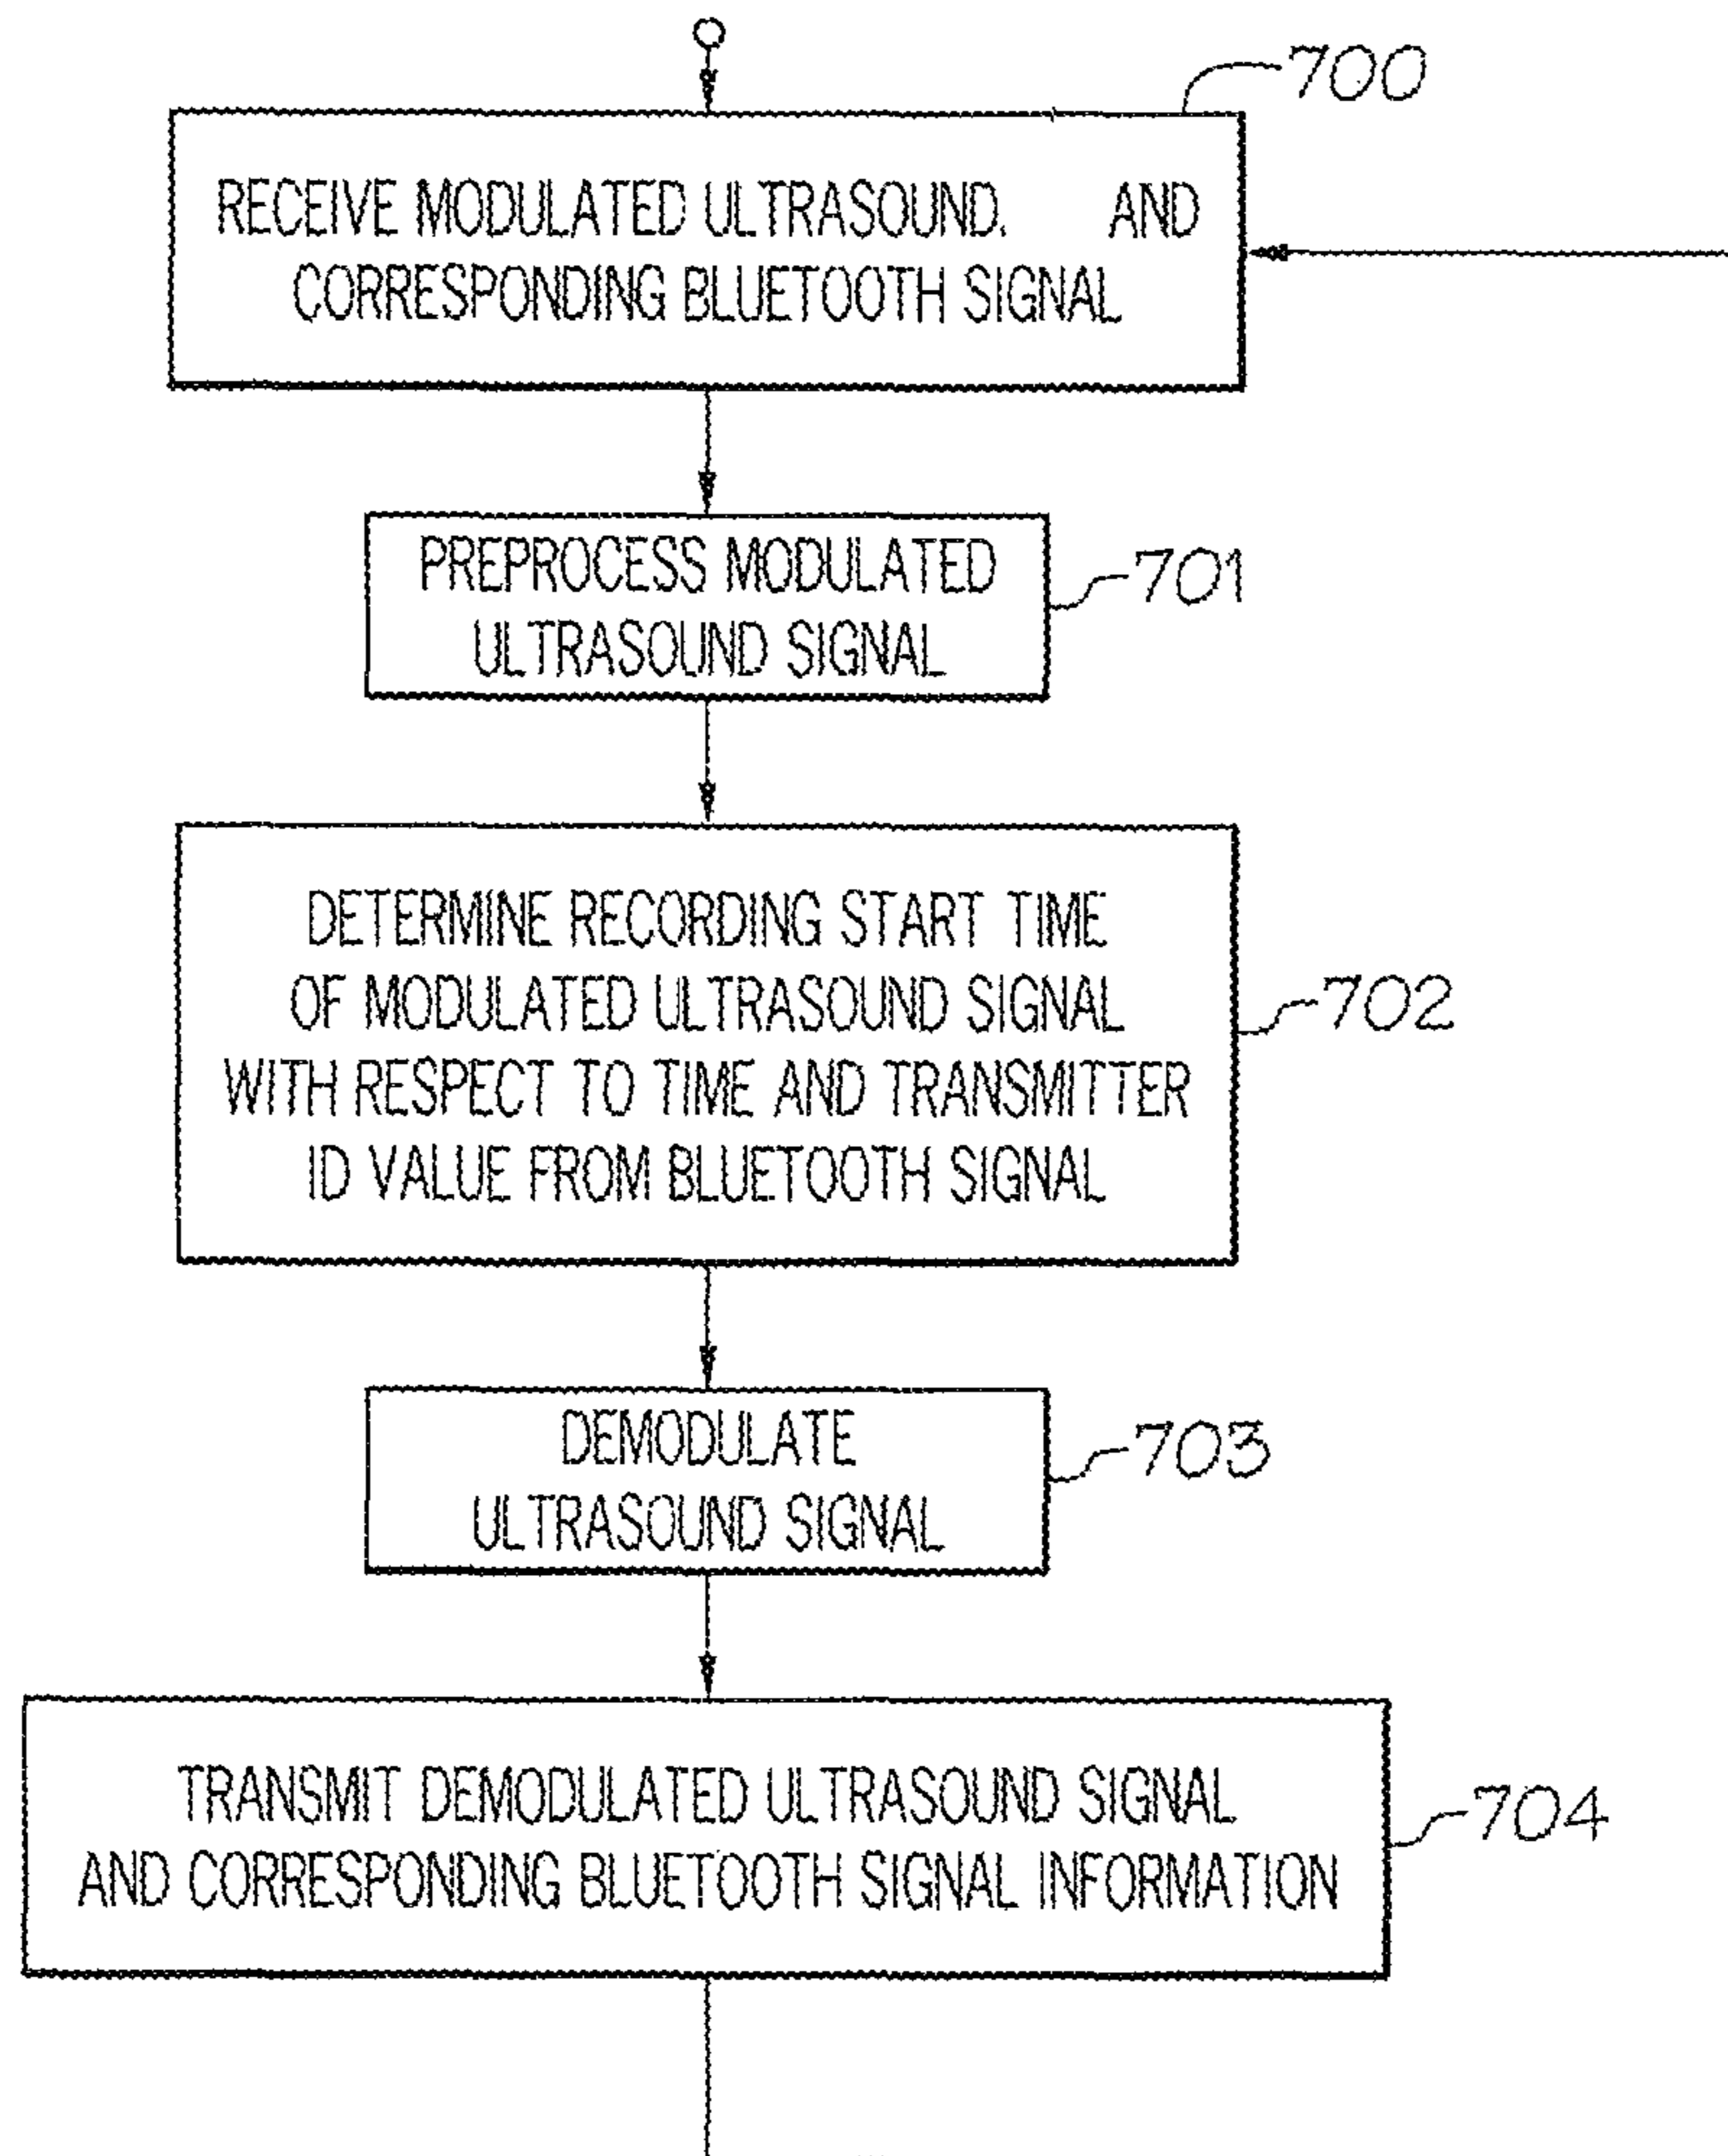 700
RECEIVE MODULATED ULTRASOUND. AND
CORRESPONDING BLUETOOTH SIGNAL
PREPROCESS MODULATED
ULTRASOUND SIGNAL
701
DETERMINE RECORDING START TIME
OF MODULATED ULTRASOUND SIGNAL
WITH RESPECT TO TIME AND TRANSMITTER
ID VALUE FROM BLUETOOTH SIGNAL
702
DEMODULATE
ULTRASOUND SIGNAL
703
TRANSMIT DEMODULATED ULTRASOUND SIGNAL
AND CORRESPONDING BLUETOOTH SIGNAL INFORMATION
704